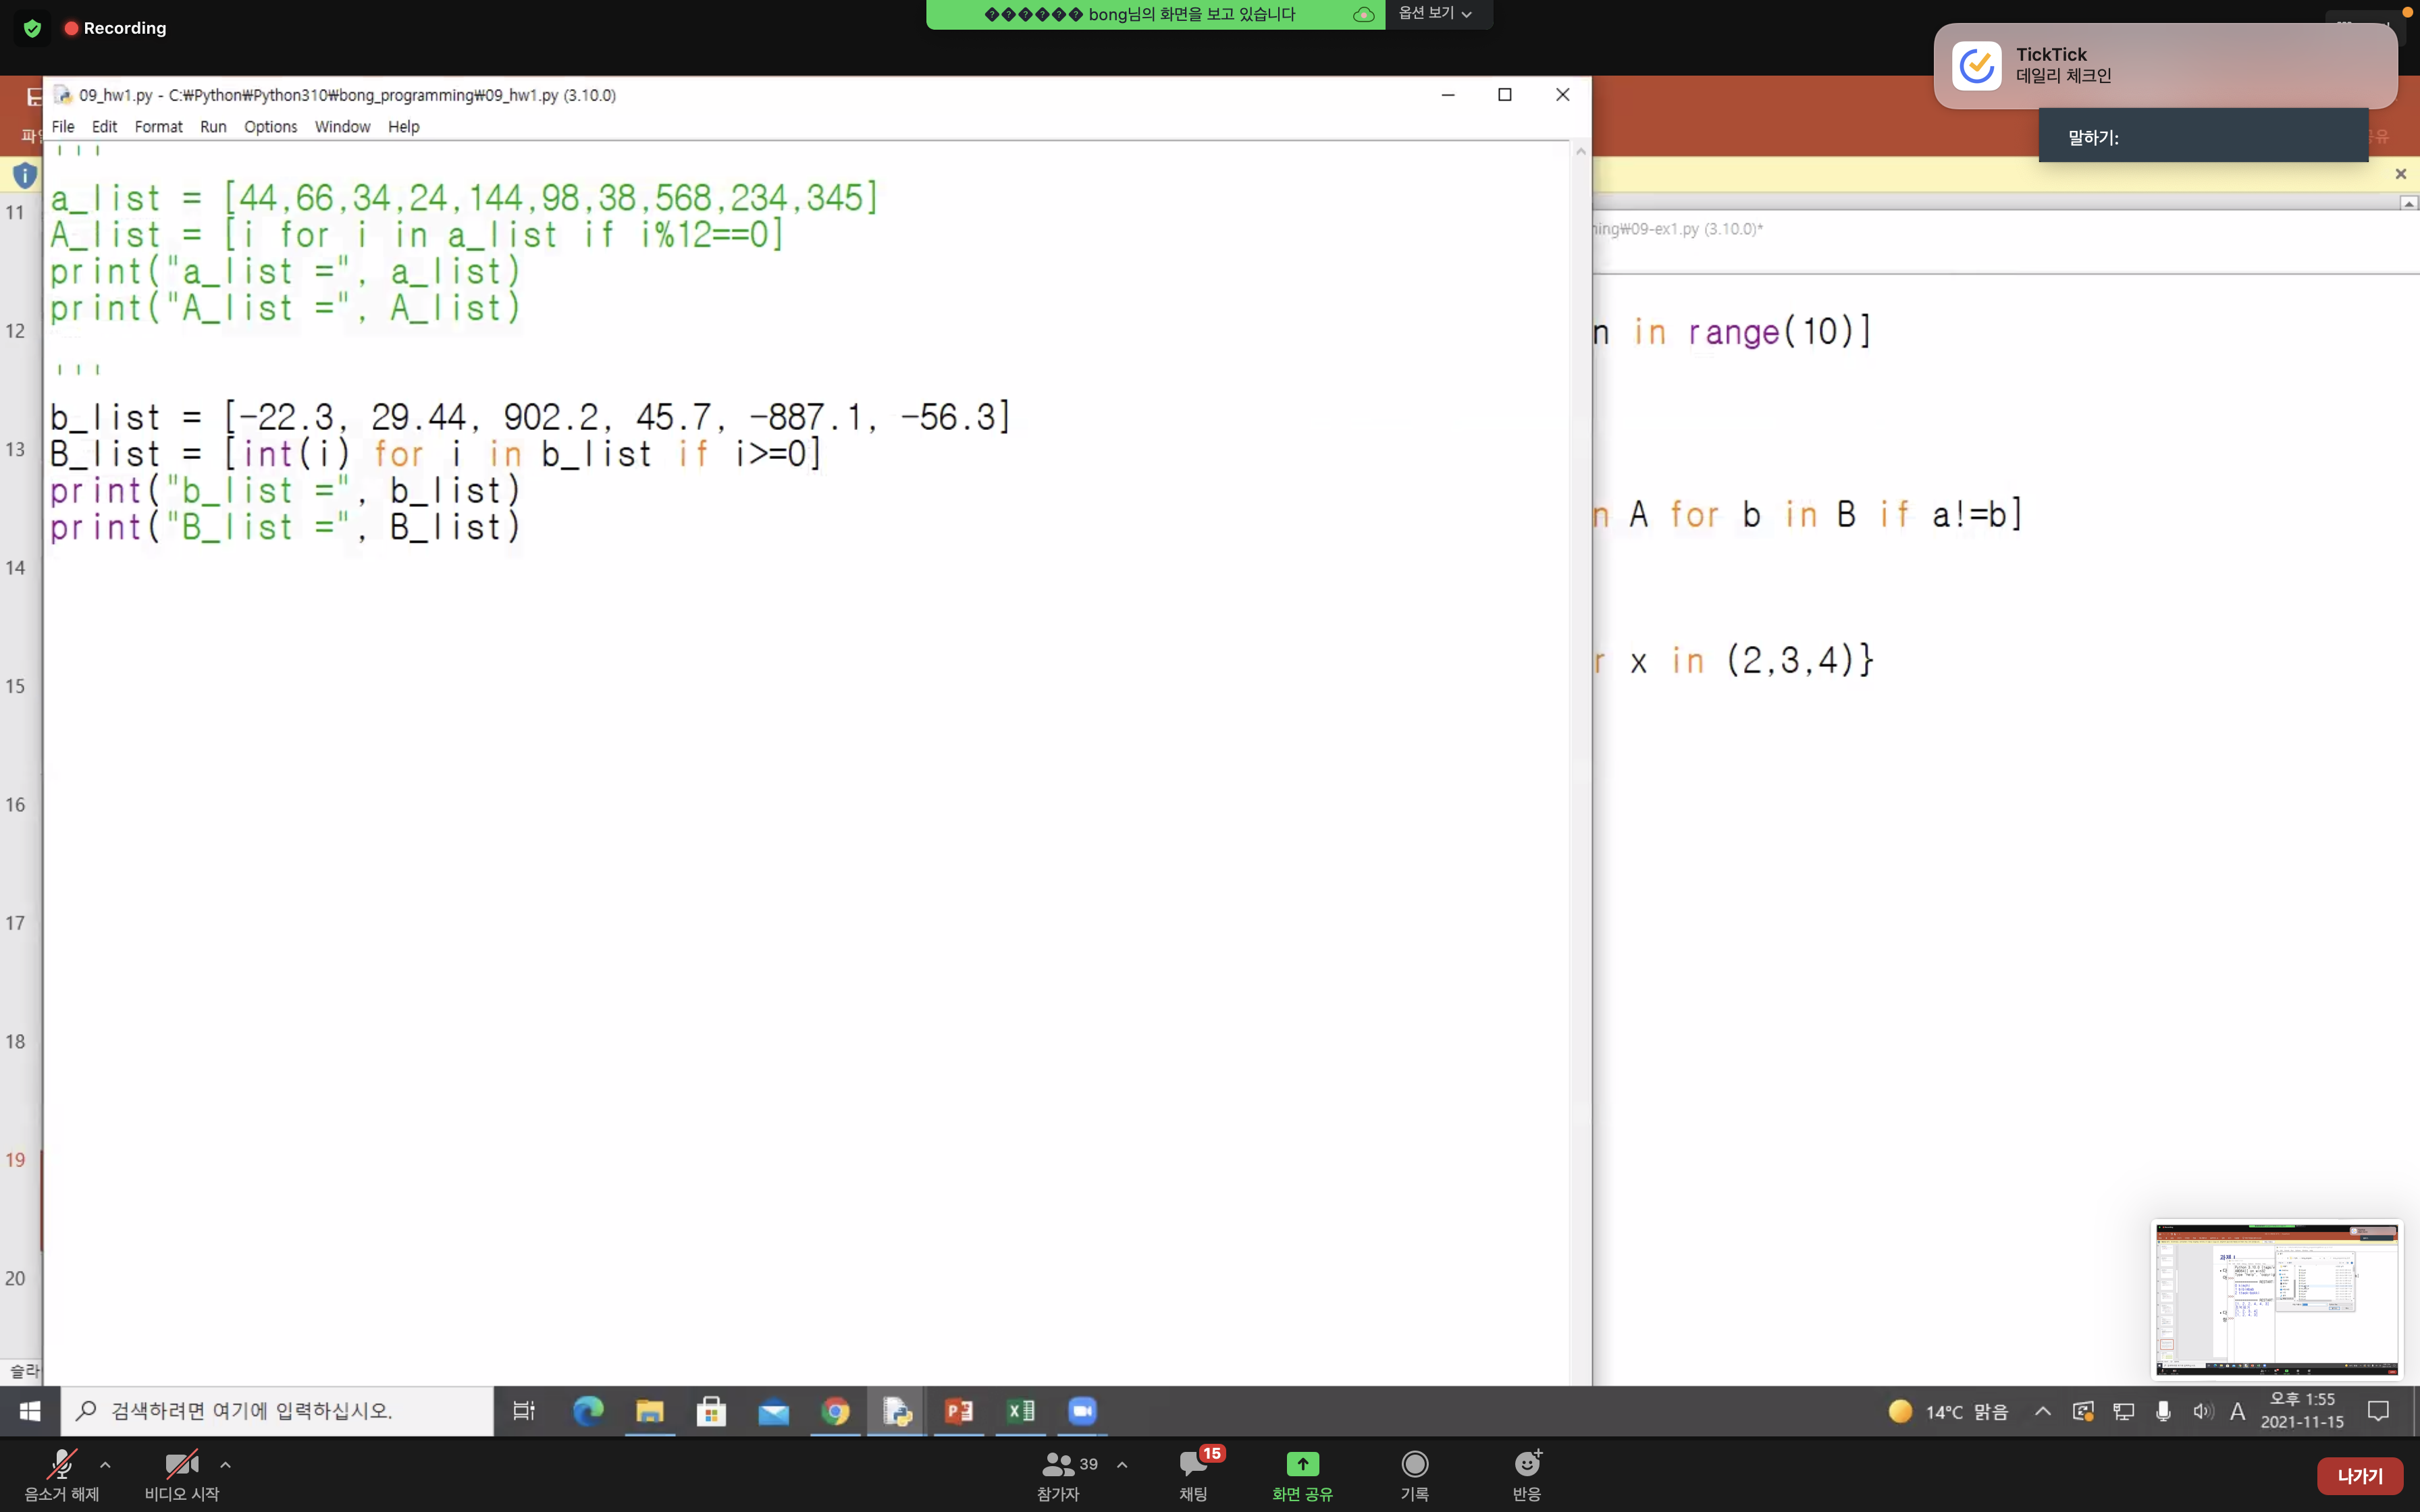 Recording
bong님의 화면을 보고 있습니다
옵션 보기
TickTick
데일리 체크인
말하기:
09_hw1.py - C:₩Python₩Python310₩bong_programming₩09_hw1.py (3.10.0)
File Edit Format Run Options Window Help
'''
a_list = [44,66,34,24,144,98,38,568,234,345]
A_list = [i for i in a_list if i%12==0]
print("a_list =", a_list)
print("A_list =", A_list)
'''
b_list = [-22.3, 29.44, 902.2, 45.7, -887.1, -56.3]
B_list = [int(i) for i in b_list if i>=0]
print("b_list =", b_list)
print("B_list =", B_list)
11
12
13
14
15
16
17
18
19
20
슬라
ning₩09-ex1.py (3.10.0)*
n in range(10)]
n A for b in B if a!=b]
r x in (2,3,4)}
검색하려면 여기에 입력하십시오.
14°C 맑음
A
오후 1:55
2021-11-15
음소거 해제
비디오 시작
39
참가자
15
채팅
화면 공유
기록
반응
나가기